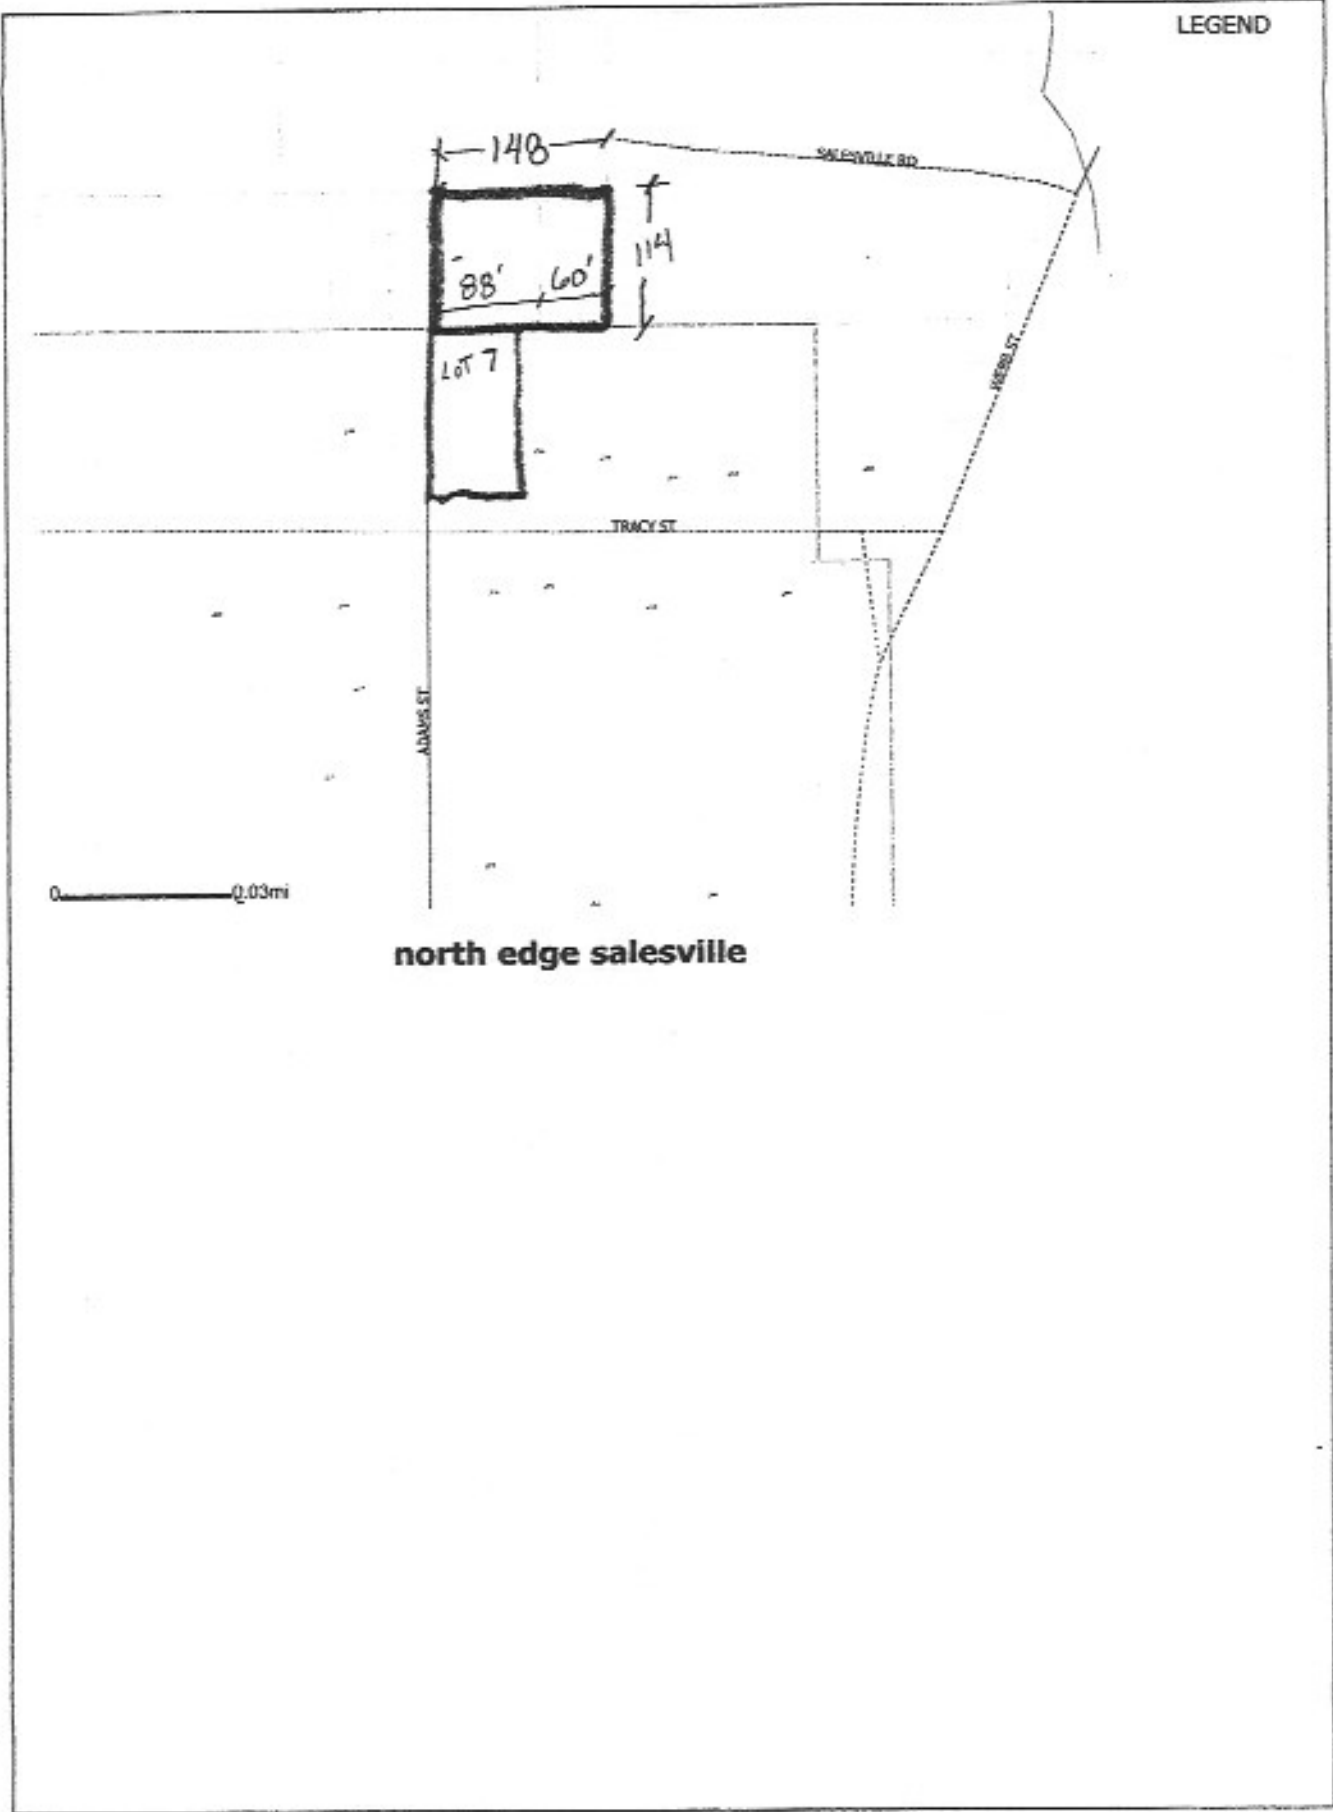 LEGEND
148
SALESVILLE RD
114
88' 60'
LOT 7
WEBB ST
TRACY ST
ADAMS ST
0 0.03mi
north edge salesville